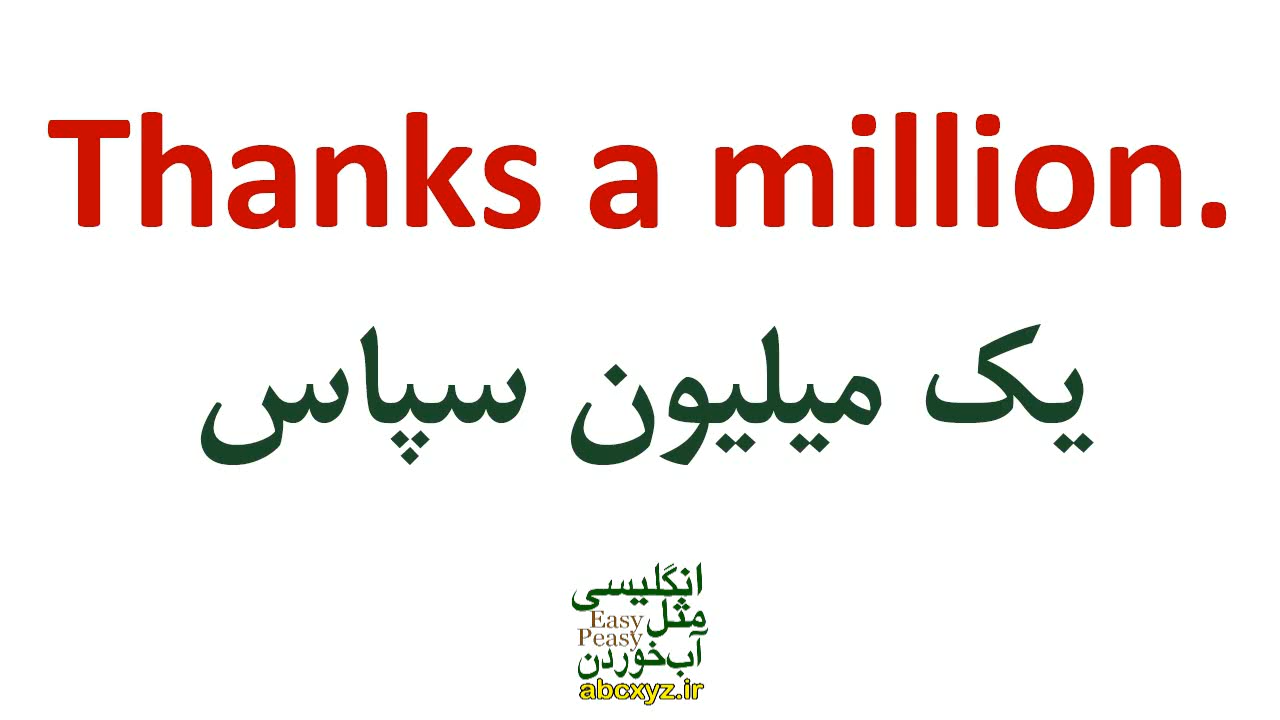 Thanks a million.
یک میلیون سپاس
انگلیسی
مثل
Easy
Peasy
آب‌خوردن
abcxyz.ir